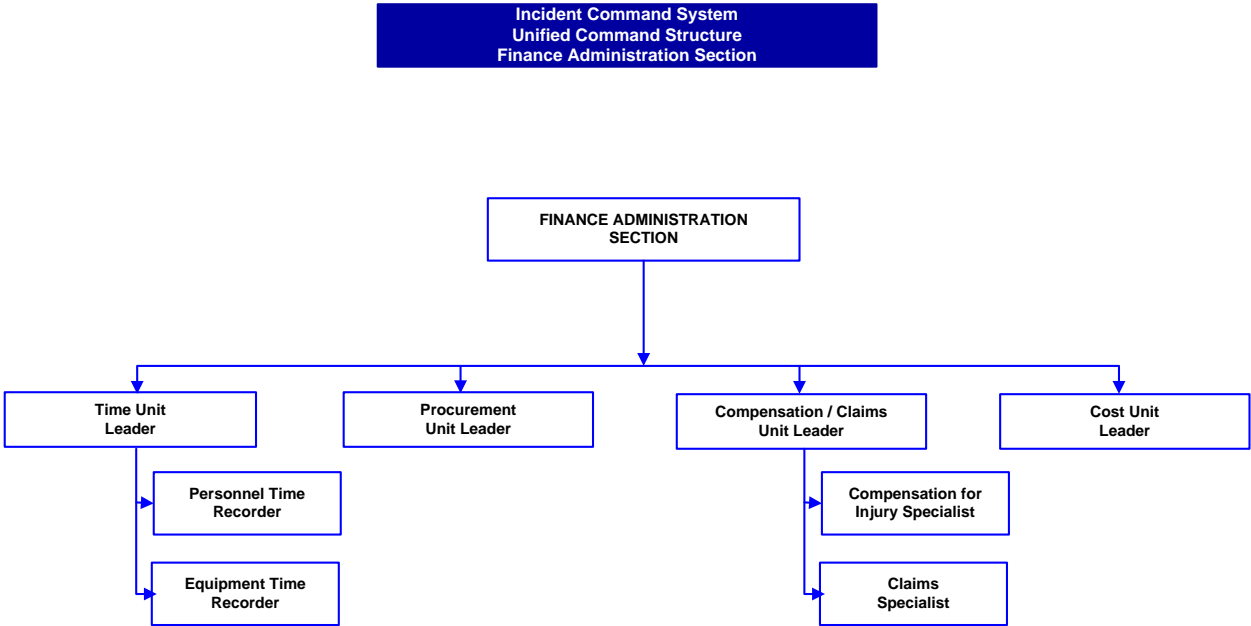 Incident Command System
Unified Command Structure
Finance Administration Section
FINANCE ADMINISTRATION
SECTION
Time Unit
Leader
Procurement
Unit Leader
Compensation / Claims
Unit Leader
Cost Unit
Leader
Personnel Time
Recorder
Compensation for
Injury Specialist
Equipment Time
Recorder
Claims
Specialist